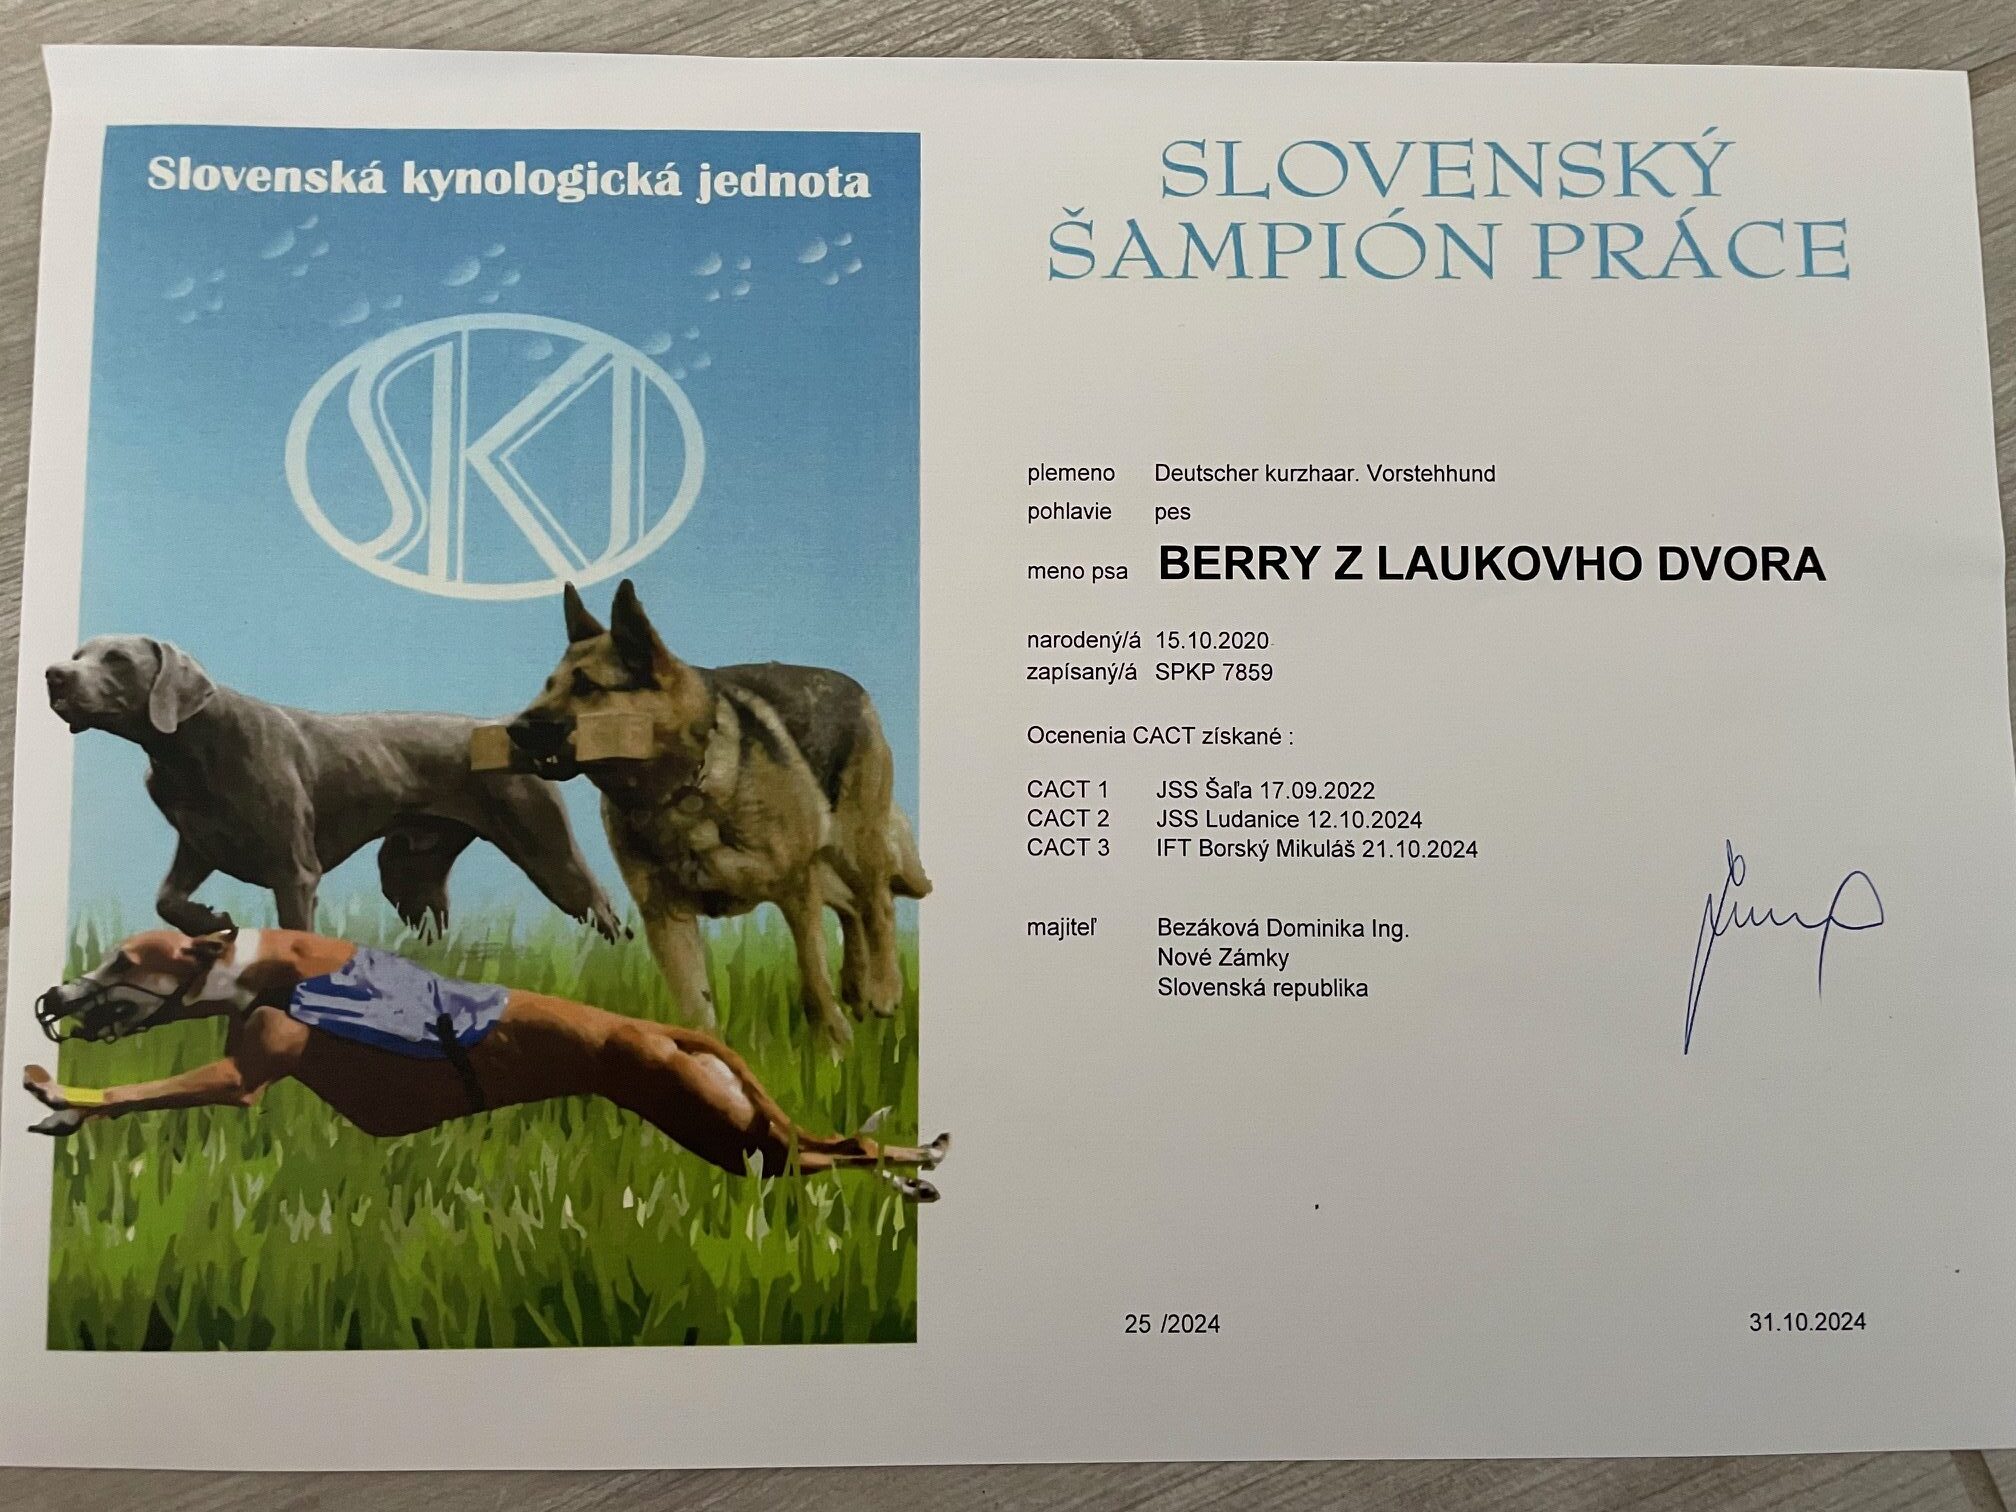 Slovenská kynologická jednota
SKJ
SLOVENSKÝ
ŠAMPIÓN PRÁCE
plemeno Deutscher kurzhaar. Vorstehhund
pohlavie pes
meno psa BERRY Z LAUKOVHO DVORA
narodený/á 15.10.2020
zapísaný/á SPKP 7859
Ocenenia CACT získané :
CACT 1 JSS Šaľa 17.09.2022
CACT 2 JSS Ludanice 12.10.2024
CACT 3 IFT Borský Mikuláš 21.10.2024
majiteľ Bezáková Dominika Ing.
Nové Zámky
Slovenská republika
25 /2024
31.10.2024